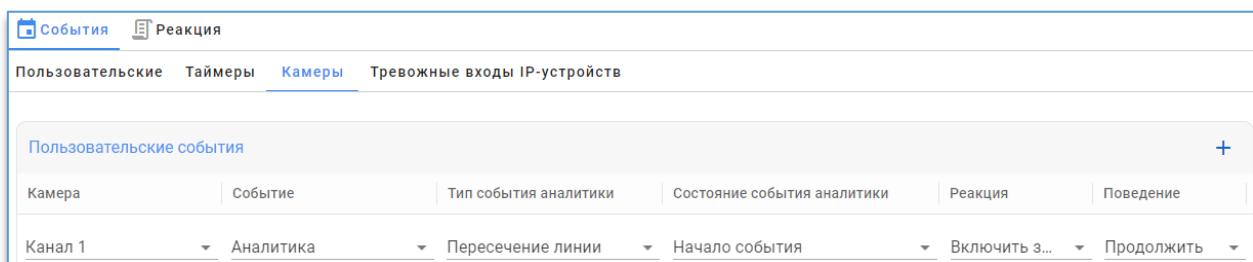 События Реакция
Пользовательские Таймеры Камеры Тревожные входы IP-устройств
Пользовательские события +
Камера Событие Тип события аналитики Состояние события аналитики Реакция Поведение
Канал 1 Аналитика Пересечение линии Начало события Включить з... Продолжить